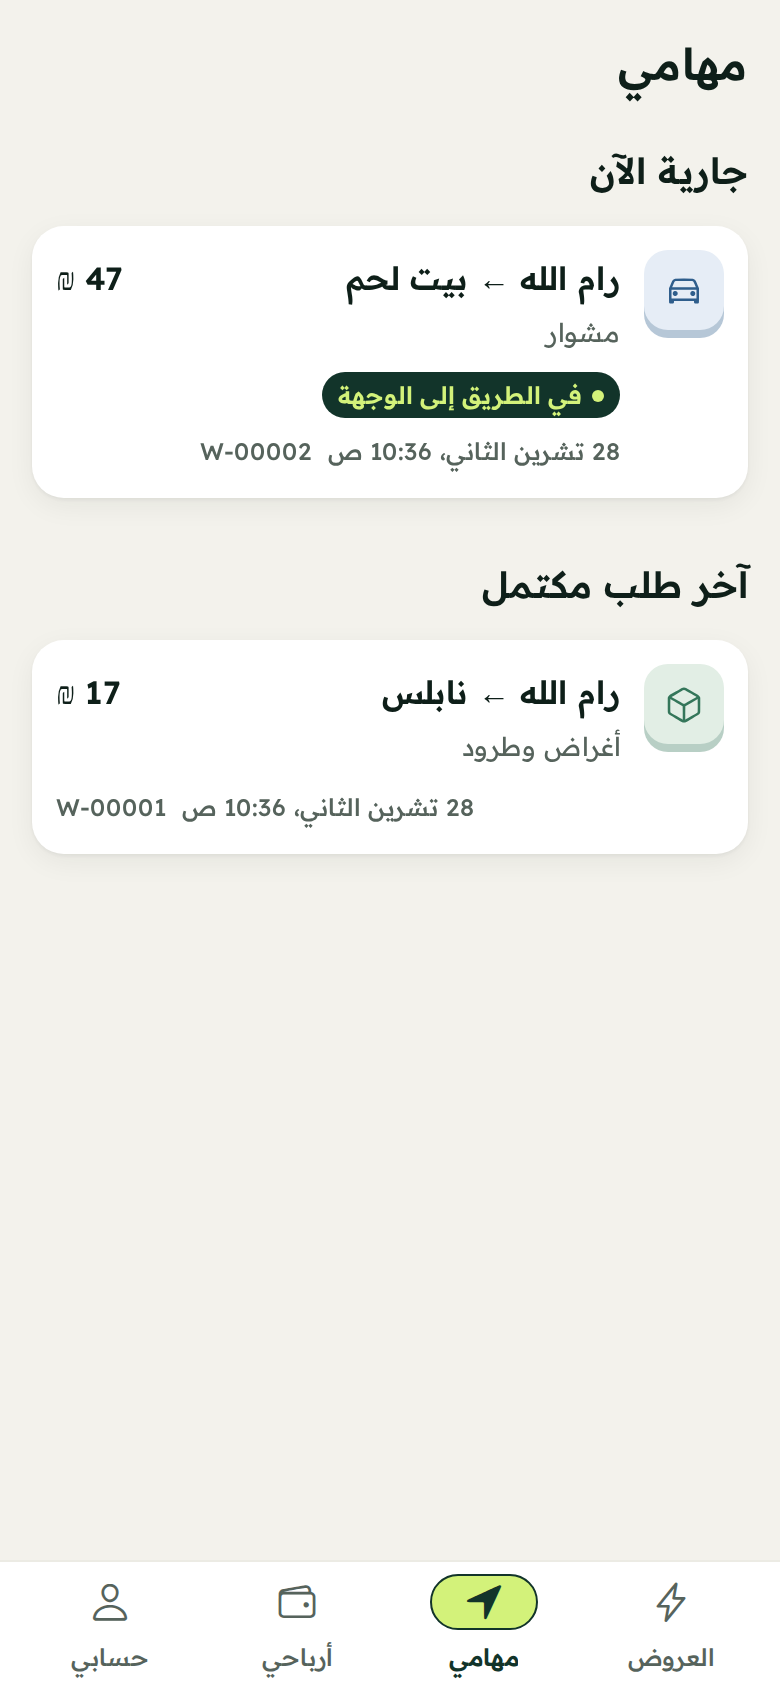 مهامي
جارية الآن
رام الله ← بيت لحم 47 ₪
مشوار
في الطريق إلى الوجهة
28 تشرين الثاني، 10:36 ص W-00002
آخر طلب مكتمل
رام الله ← نابلس 17 ₪
أغراض وطرود
28 تشرين الثاني، 10:36 ص W-00001
العروض مهامي أرباحي حسابي